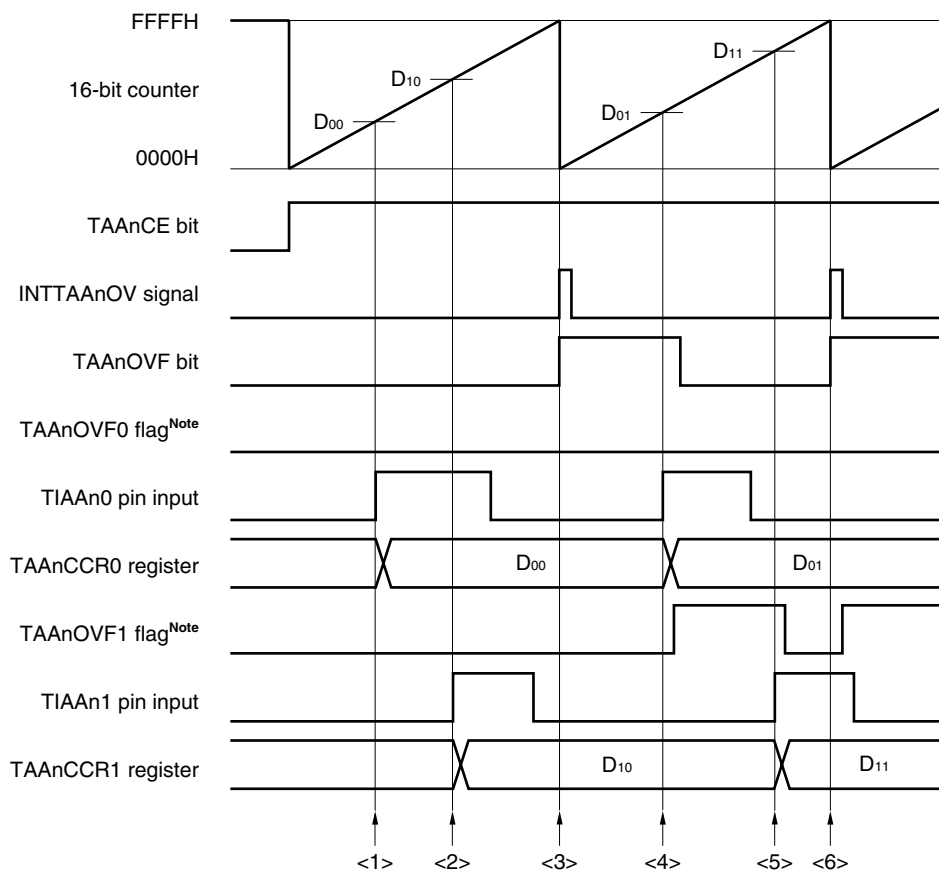 FFFFH
D11
D10
16-bit counter
D00
D01
0000H
TAAnCE bit
INTTAAnOV signal
TAAnOVF bit
TAAnOVF0 flagNote
TIAAn0 pin input
TAAnCCR0 register
D00
D01
TAAnOVF1 flagNote
TIAAn1 pin input
TAAnCCR1 register
D10
D11
<1> <2> <3> <4> <5> <6>